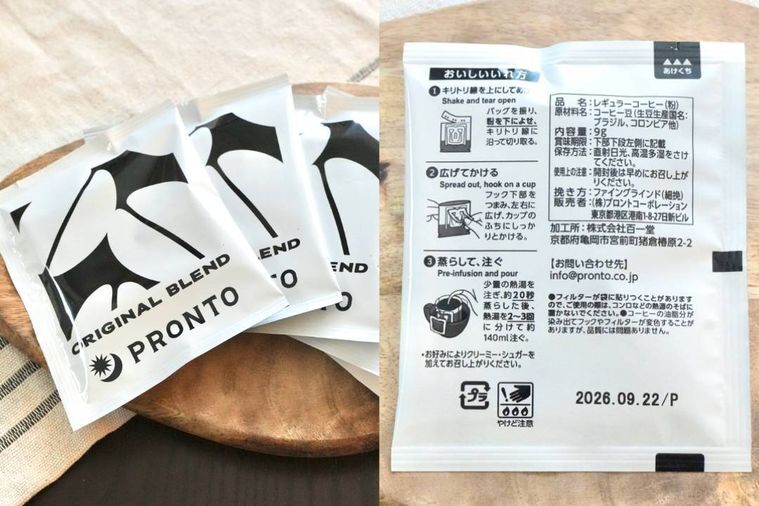 ORIGINAL BLEND
PRONTO
BLEND
おいしいいれ方
1 キリトリ線を上にしてあけ
Shake and tear open
バッグを振り、
粉を下によせ、
キリトリ線に
沿って切り取る。
2 広げてかける
Spread out, hook on a cup
フック下部を
つまみ、左右に
広げ、カップの
ふちにしっかり
りとかける。
3 蒸らして、注ぐ
Pre-infusion and pour
少量の熱湯を
注ぎ、約20秒
蒸らした後、
熱湯を2~3回
に分けて約
140ml注ぐ。
・お好みによりクリーミー・シュガーを
加えてお召し上がりください。
プラ
やけど注意
あけくち
品名:レギュラーコーヒー(粉)
原材料名:コーヒー豆(生豆生産国名:
ブラジル、コロンビア他)
内容量:9g
賞味期限:下部下段左側に記載
保存方法:直射日光、高温多湿をさけ
てください。
使用上の注意:開封後は早めにお召し上が
りください。
挽き方:ファイングラインド(細挽)
販売者:(株)プロントコーポレーション
東京都港区港南1-8-27日新ビル
加工所:株式会社百一堂
京都府亀岡市宮前町猪倉椿原2-2
【お問い合わせ先】
info@pronto.co.jp
●フィルターが袋に貼りつくことがあります
ので、ご使用の際は、コンロなどの熱源のそばに
置かないでください。●コーヒーの油脂分が
染み出てフックやフィルターが変色することが
ありますが、品質には問題ありません。
2026.09.22/P